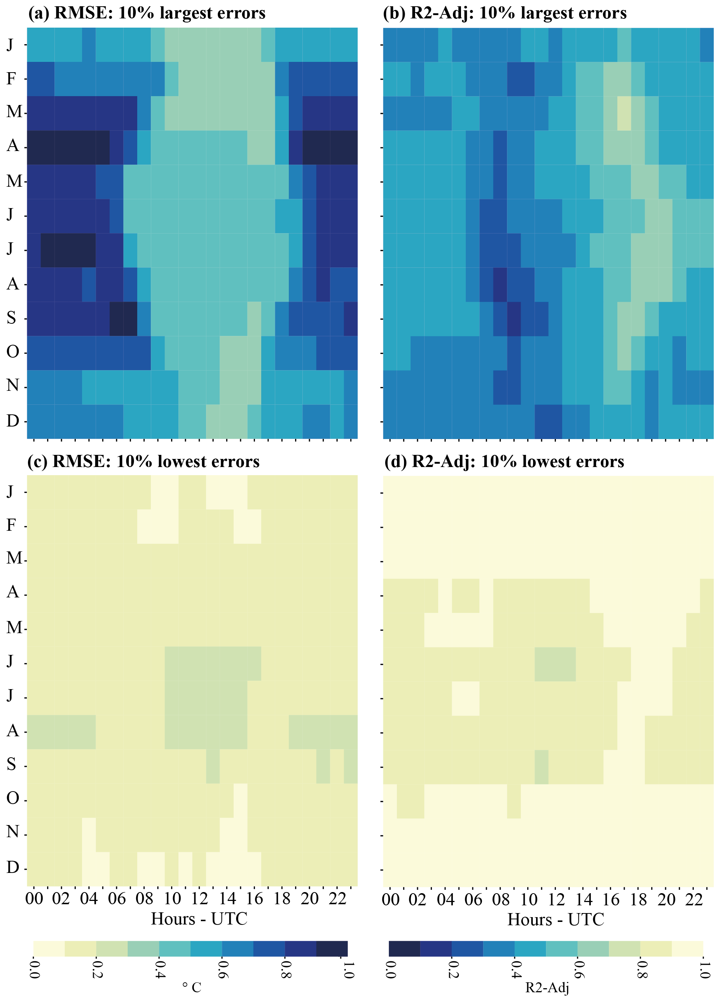 (a) RMSE: 10% largest errors
(b) R2-Adj: 10% largest errors
J
F
M
A
M
J
J
A
S
O
N
D
(c) RMSE: 10% lowest errors
(d) R2-Adj: 10% lowest errors
J
F
M
A
M
J
J
A
S
O
N
D
00 02 04 06 08 10 12 14 16 18 20 22
00 02 04 06 08 10 12 14 16 18 20 22
Hours - UTC
Hours - UTC
0.0 0.2 0.4 0.6 0.8 1.0
0.0 0.2 0.4 0.6 0.8 1.0
° C
R2-Adj